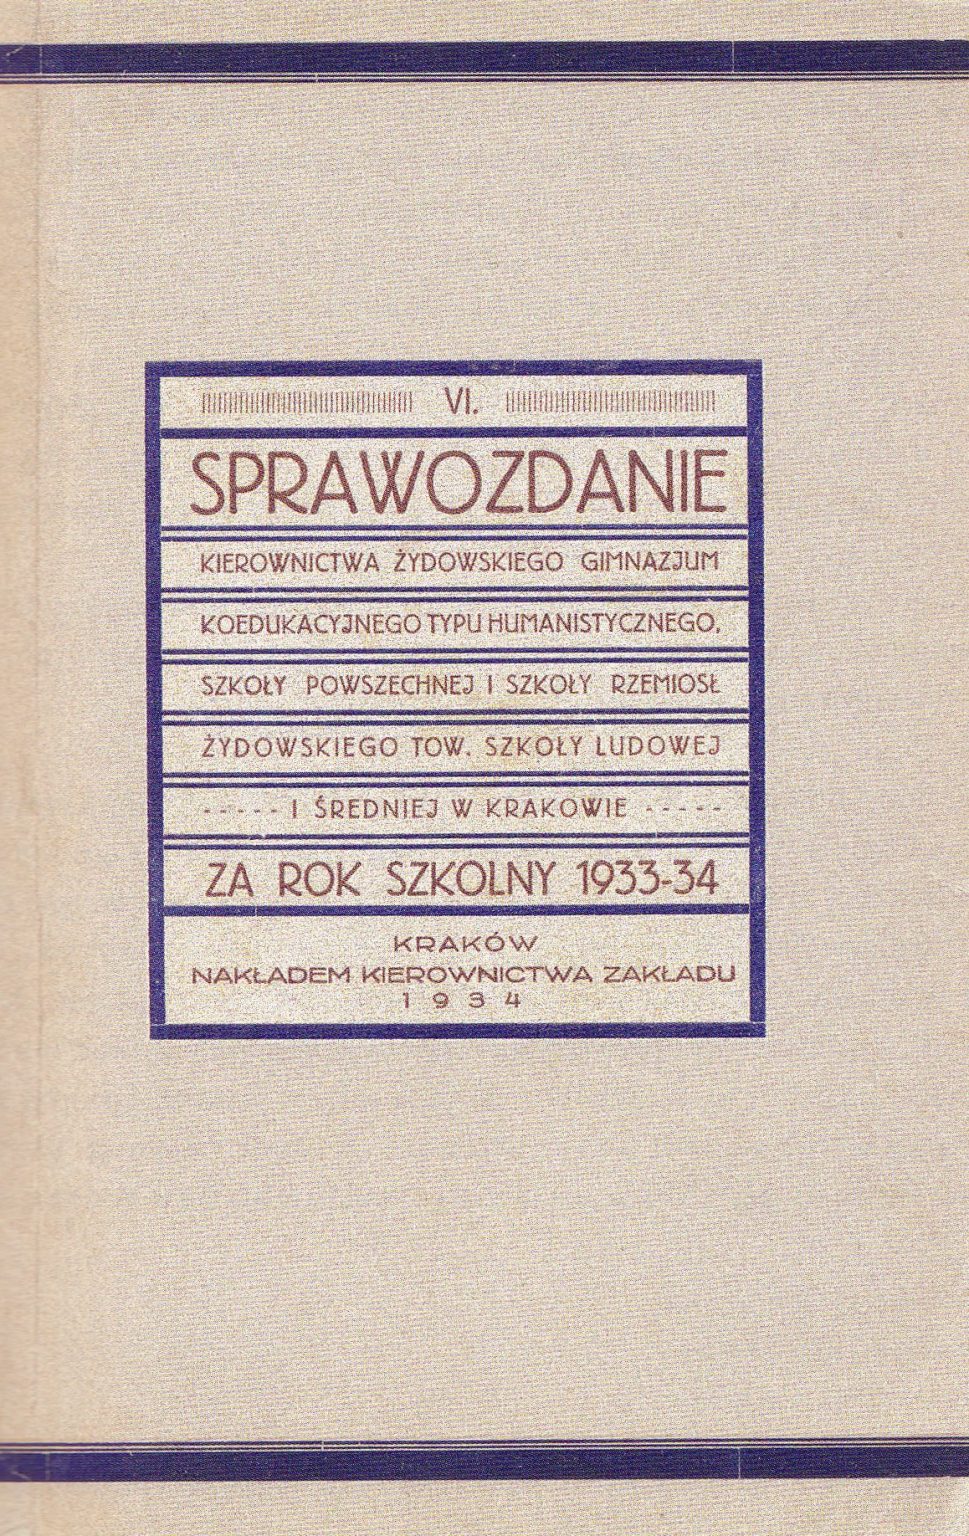 VI.
SPRAWOZDANIE
KIEROWNICTWA ŻYDOWSKIEGO GIMNAZJUM
KOEDUKACYJNEGO TYPU HUMANISTYCZNEGO,
SZKOŁY POWSZECHNEJ I SZKOŁY RZEMIOSŁ
ŻYDOWSKIEGO TOW. SZKOŁY LUDOWEJ
- - - - - I ŚREDNIEJ W KRAKOWIE - - - - -
ZA ROK SZKOLNY 1933-34
KRAKÓW
NAKŁADEM KIEROWNICTWA ZAKŁADU
1934